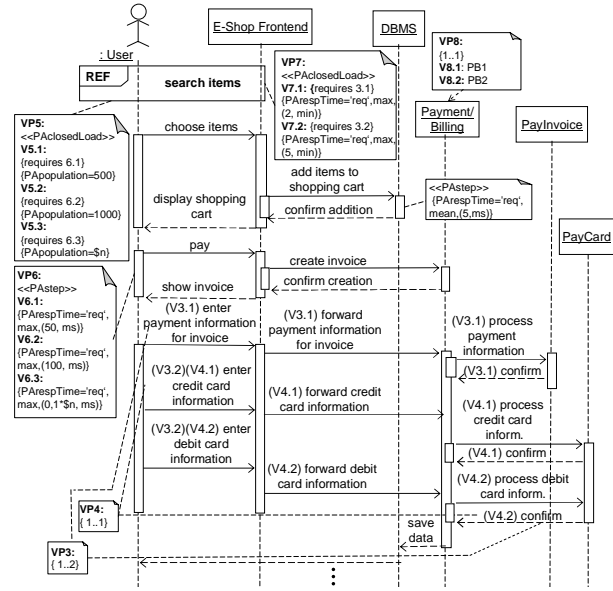 E-Shop Frontend
DBMS
VP8:
{1..1}
V8.1: PB1
V8.2: PB2
: User
REF
search items
VP7:
<<PAclosedLoad>>
V7.1: {requires 3.1}
{PArespTime='req',max,
(2, min)}
V7.2: {requires 3.2}
{PArespTime='req',max,
(5, min)}
Payment/
Billing
PayInvoice
VP5:
<<PAclosedLoad>>
V5.1:
{requires 6.1}
{PApopulation=500}
V5.2:
{requires 6.2}
{PApopulation=1000}
V5.3:
{requires 6.3}
{PApopulation=$n}
choose items
add items to
shopping cart
display shopping
cart
confirm addition
<<PAstep>>
{PArespTime='req',
mean,(5,ms)}
PayCard
pay
create invoice
confirm creation
show invoice
VP6:
<<PAstep>>
V6.1:
{PArespTime='req',
max,(50, ms)}
V6.2:
{PArespTime='req',
max,(100, ms)}
V6.3:
{PArespTime='req',
max,(0,1*$n, ms)}
(V3.1) enter
payment information
for invoice
(V3.1) forward
payment information
for invoice
(V3.1) process
payment
information
(V3.1) confirm
(V3.2)(V4.1) enter
credit card
information
(V4.1) forward credit
card information
(V4.1) process
credit card
inform.
(V4.1) confirm
(V3.2)(V4.2) enter
debit card
information
(V4.2) forward debit
card information
(V4.2) process debit
card inform.
(V4.2) confirm
VP4:
{ 1..1}
save
data
VP3:
{ 1..2}